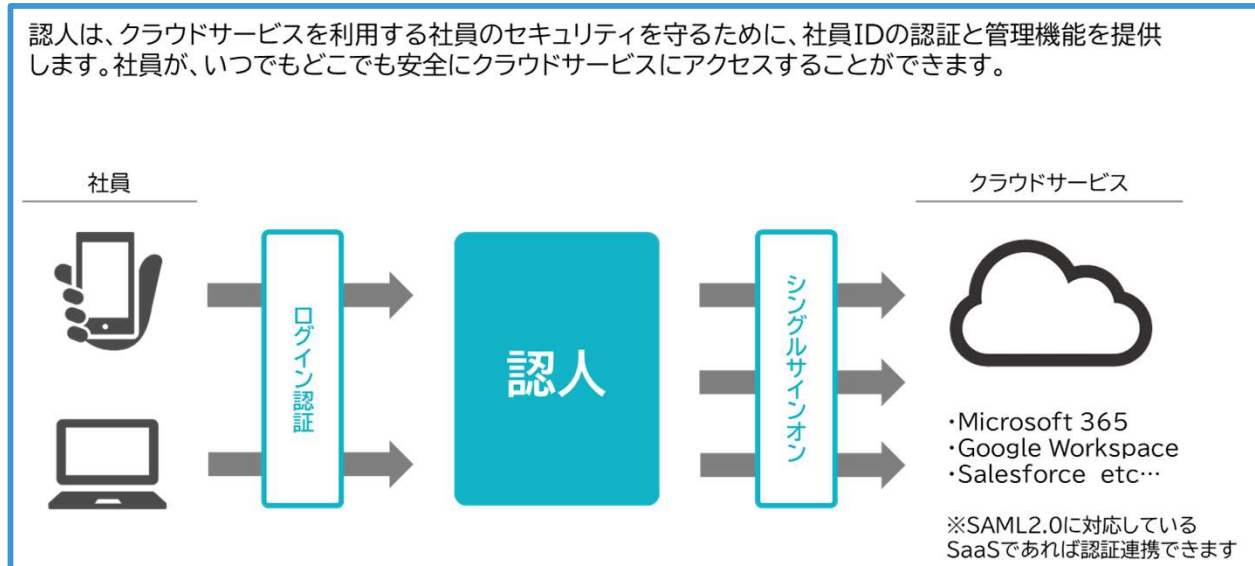 認人は、クラウドサービスを利用する社員のセキュリティを守るために、社員IDの認証と管理機能を提供
します。社員が、いつでもどこでも安全にクラウドサービスにアクセスすることができます。
社員
クラウドサービス
ログイン認証
認人
シングルサインオン
・Microsoft 365
・Google Workspace
・Salesforce etc…
※SAML2.0に対応している
SaaSであれば認証連携できます